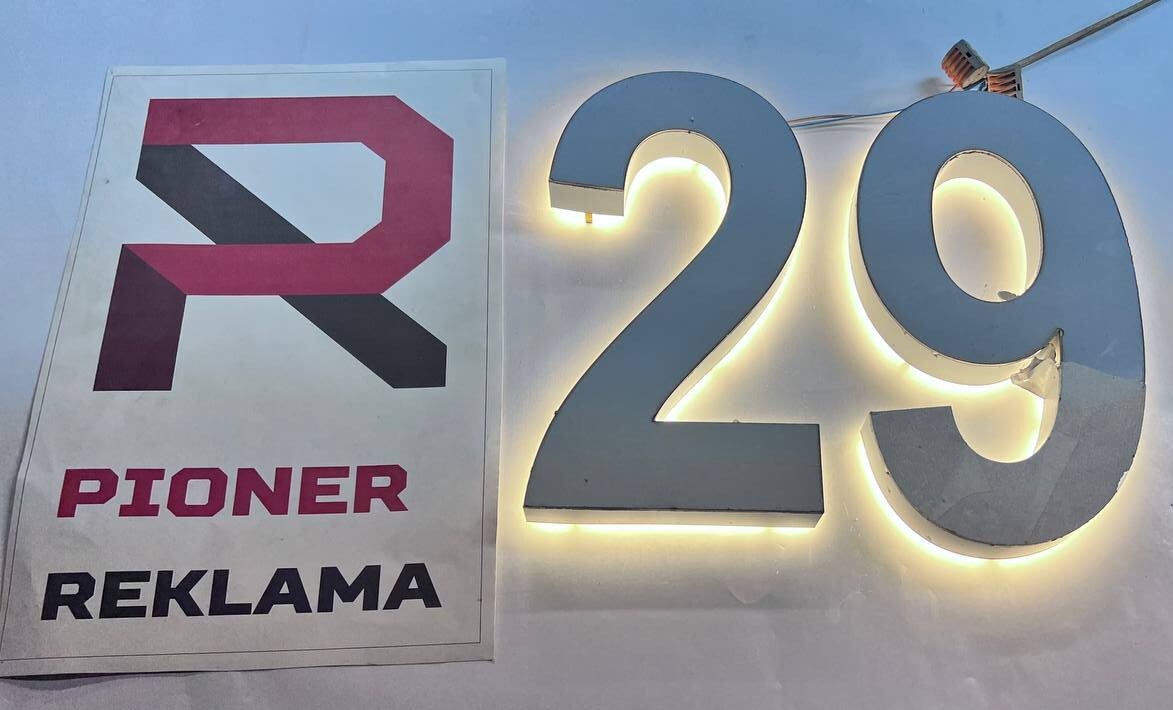 PIONER
REKLAMA
29